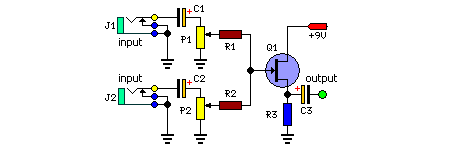 J1
input
C1
+
P1
R1
Q1
+9V
input
J2
C2
+
P2
R2
output
+
R3
C3